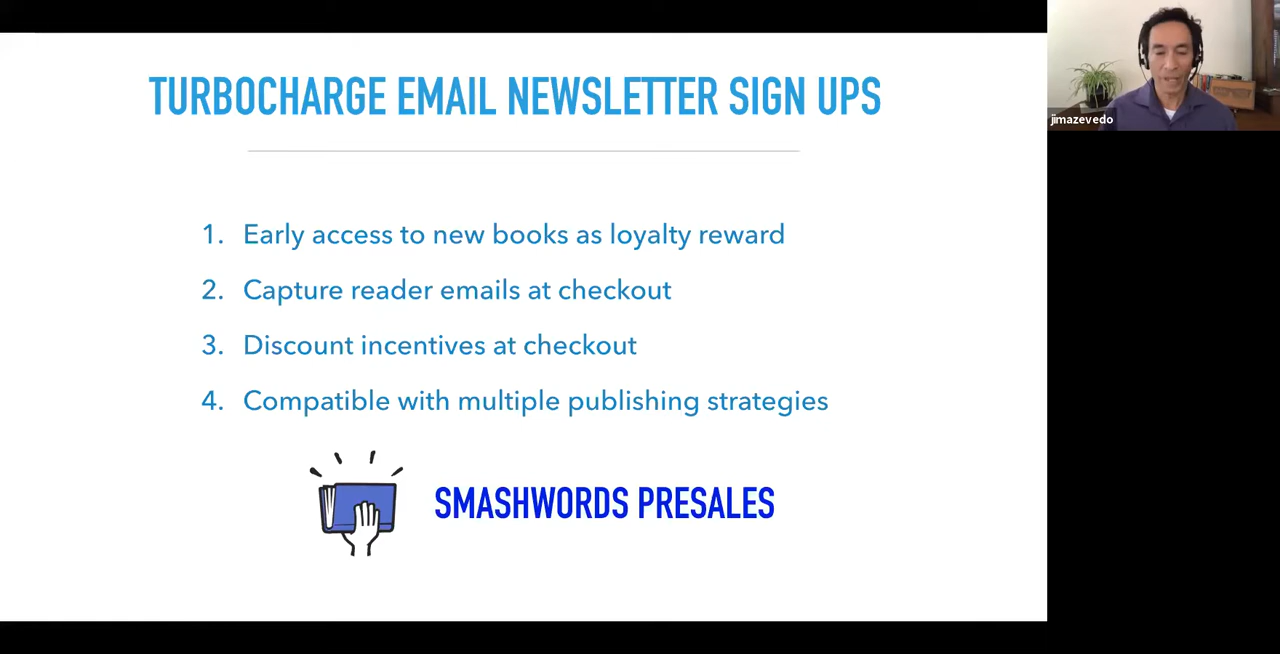 TURBOCHARGE EMAIL NEWSLETTER SIGN UPS
1. Early access to new books as loyalty reward
2. Capture reader emails at checkout
3. Discount incentives at checkout
4. Compatible with multiple publishing strategies
SMASHWORDS PRESALES
jimazevedo